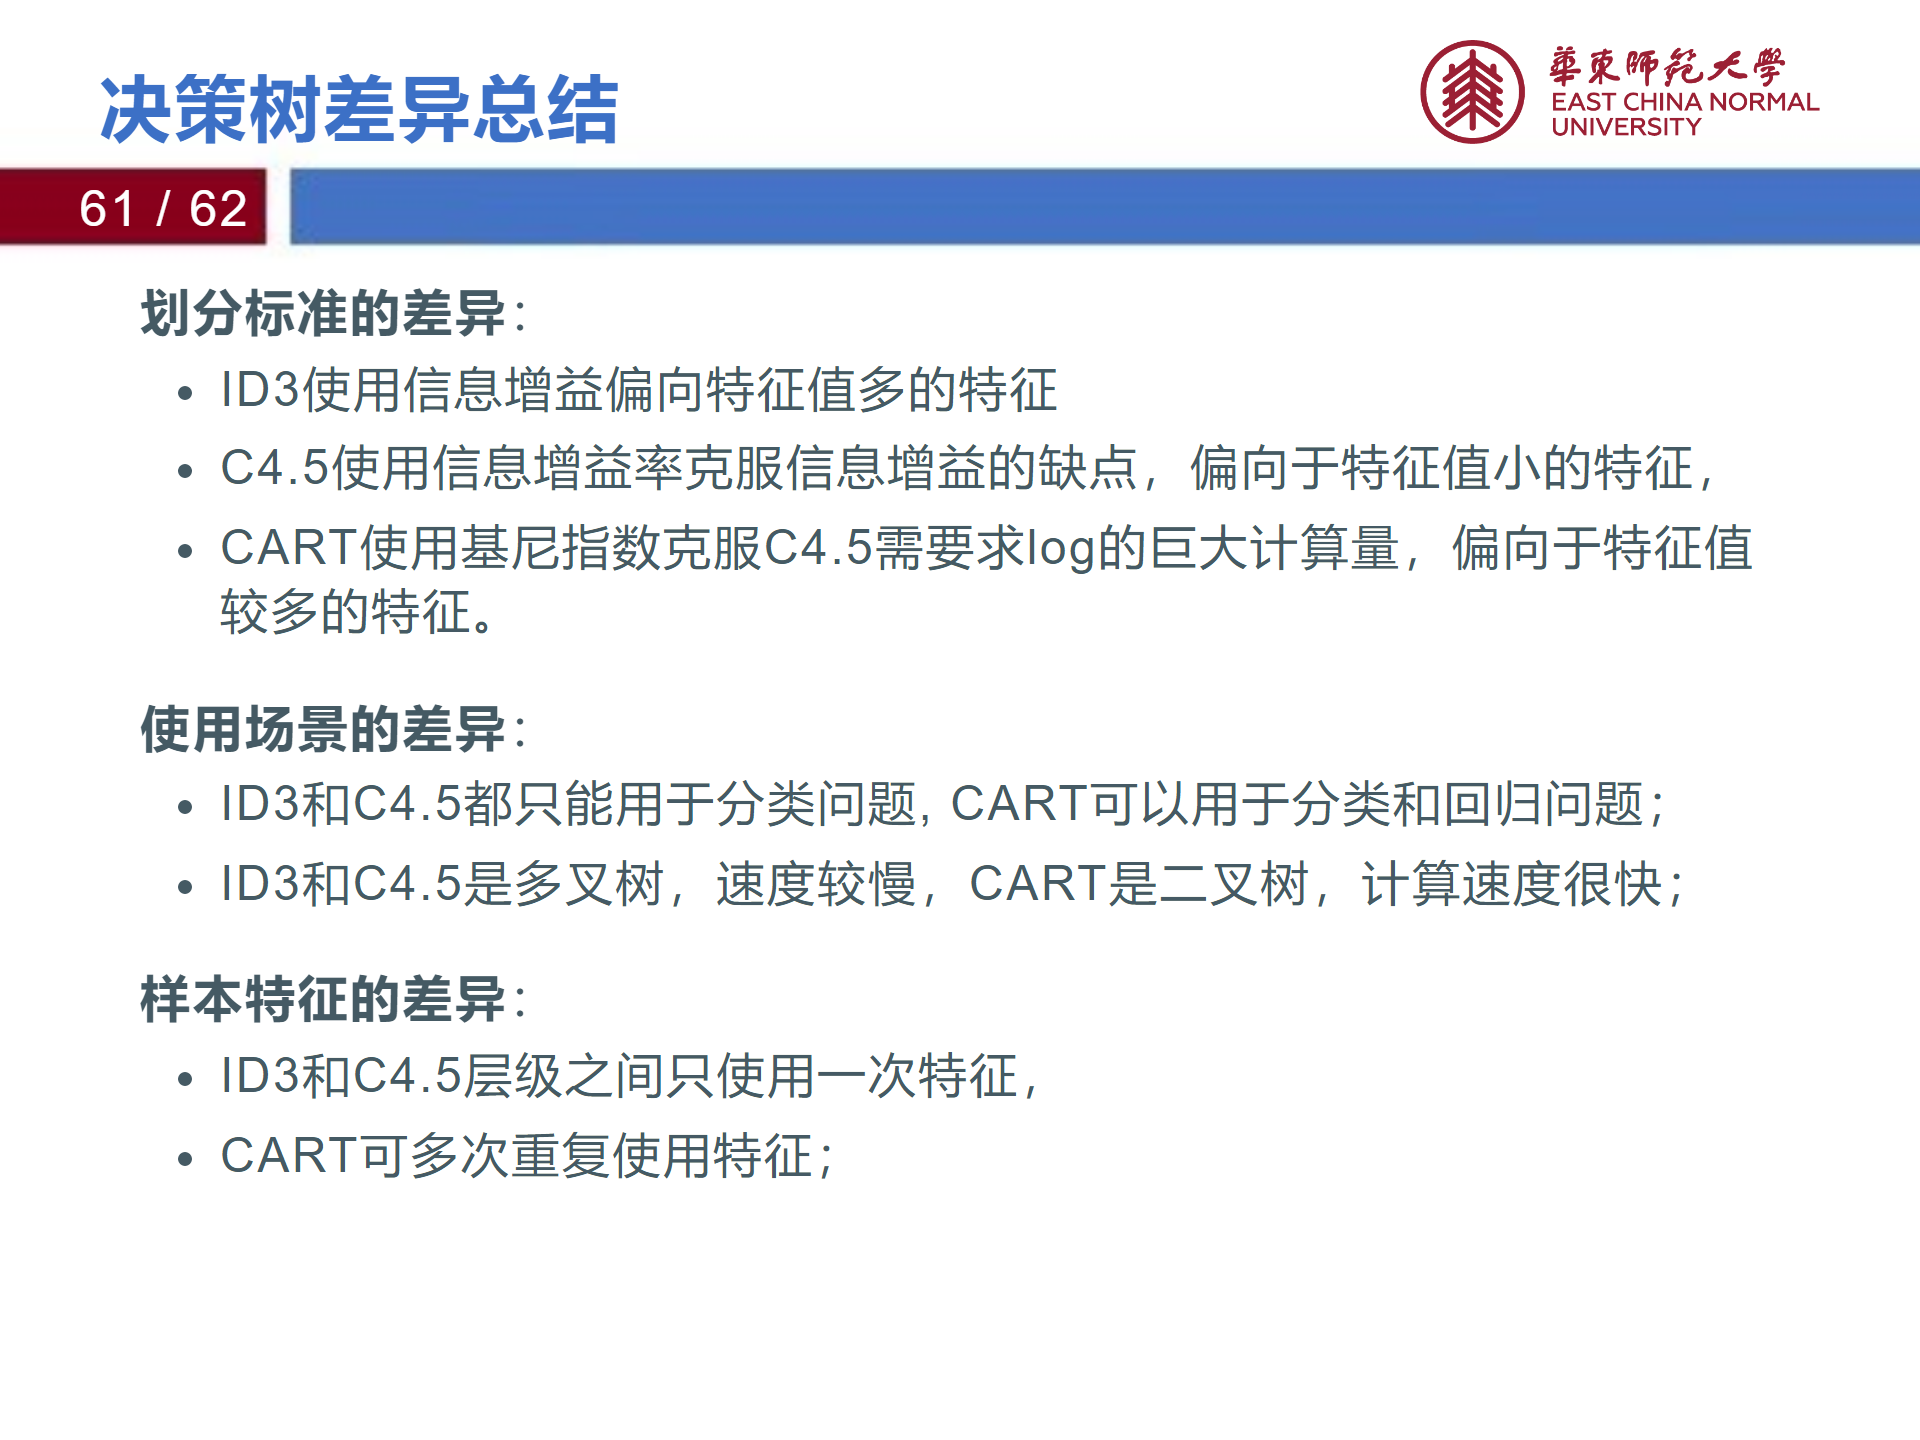 决策树差异总结
華東師範大學
EAST CHINA NORMAL
UNIVERSITY
61 / 62
划分标准的差异：
• ID3使用信息增益偏向特征值多的特征
• C4.5使用信息增益率克服信息增益的缺点，偏向于特征值小的特征，
• CART使用基尼指数克服C4.5需要求log的巨大计算量，偏向于特征值
较多的特征。
使用场景的差异：
• ID3和C4.5都只能用于分类问题, CART可以用于分类和回归问题；
• ID3和C4.5是多叉树，速度较慢，CART是二叉树，计算速度很快；
样本特征的差异：
• ID3和C4.5层级之间只使用一次特征，
• CART可多次重复使用特征；